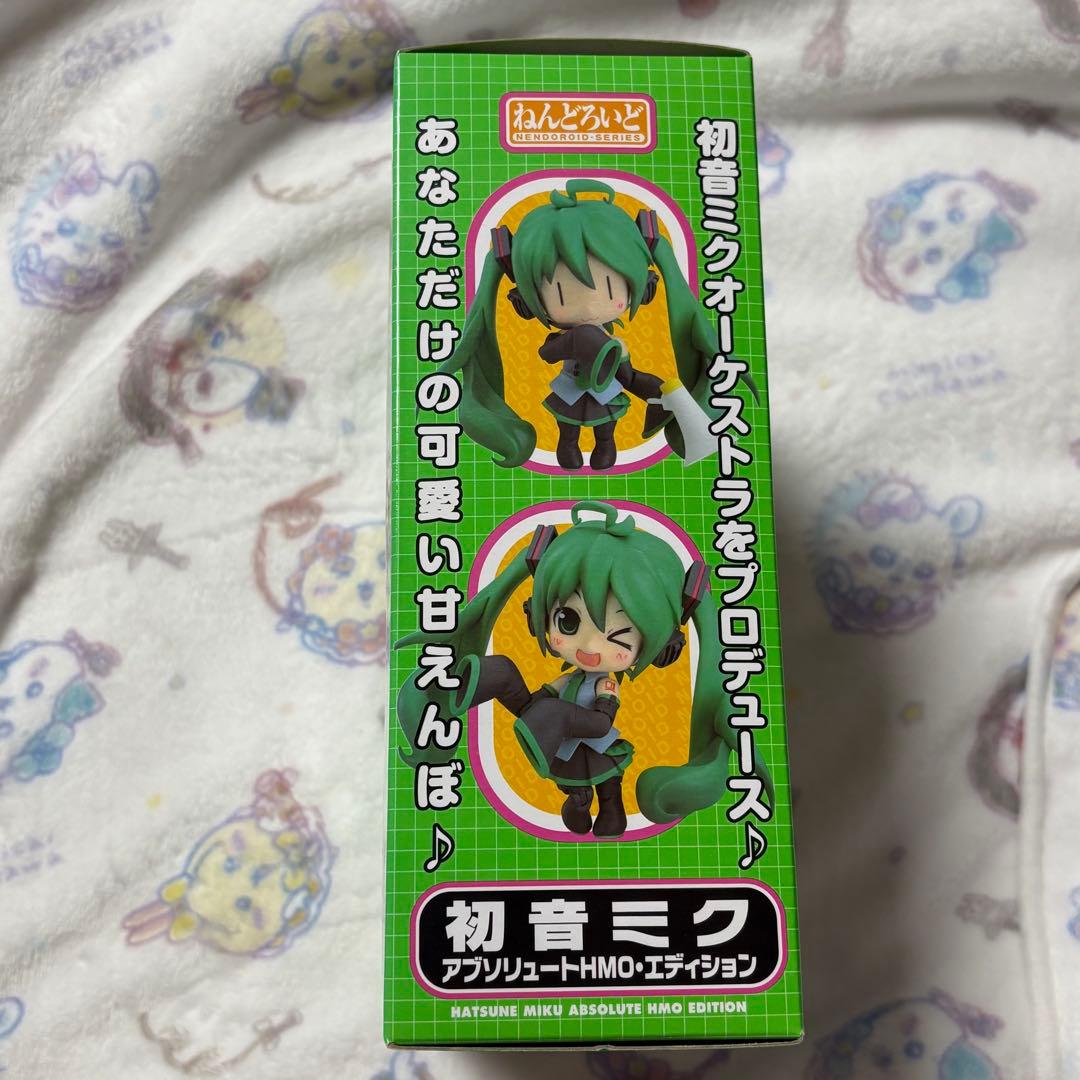 ねんどろいど
NENDOROID-SERIES
初音ミクオーケストラをプロデュース♪
あなただけの可愛い甘えんぼ♪
初音ミク
アブソリュートHMO・エディション
HATSUNE MIKU ABSOLUTE HMO EDITION